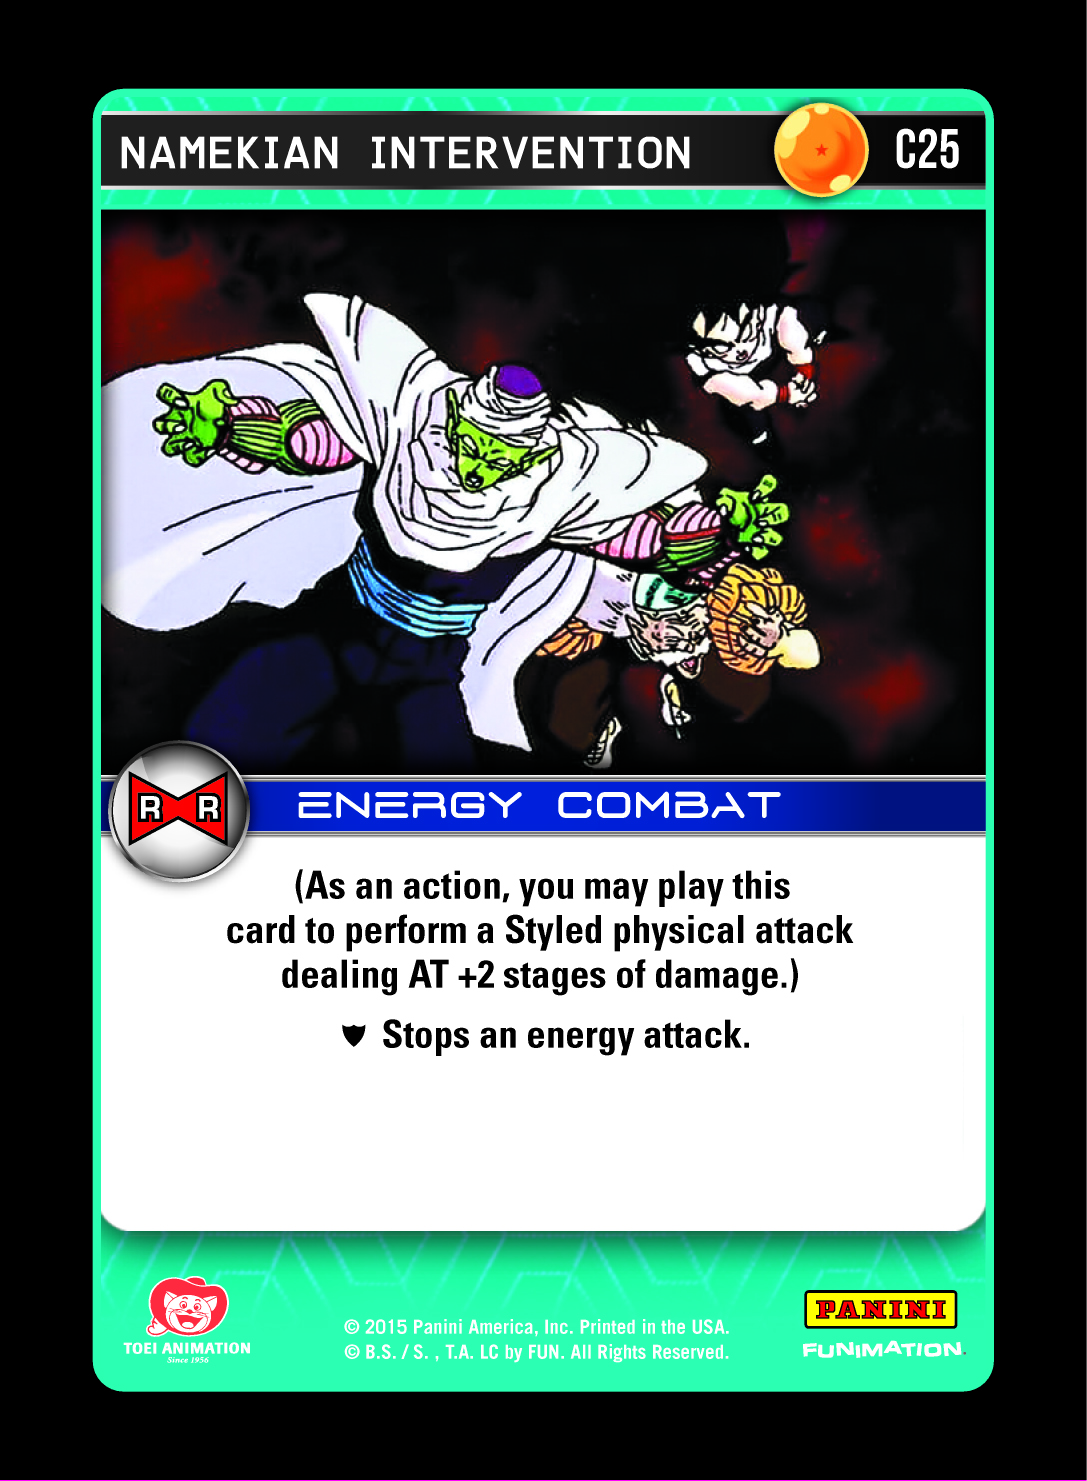 NAMEKIAN INTERVENTION
C25
R R
ENERGY COMBAT
(As an action, you may play this
card to perform a Styled physical attack
dealing AT +2 stages of damage.)
Stops an energy attack.
TOEI ANIMATION
Since 1956
© 2015 Panini America, Inc. Printed in the USA.
© B.S. / S. , T.A. LC by FUN. All Rights Reserved.
PANINI
FUNIMATION.